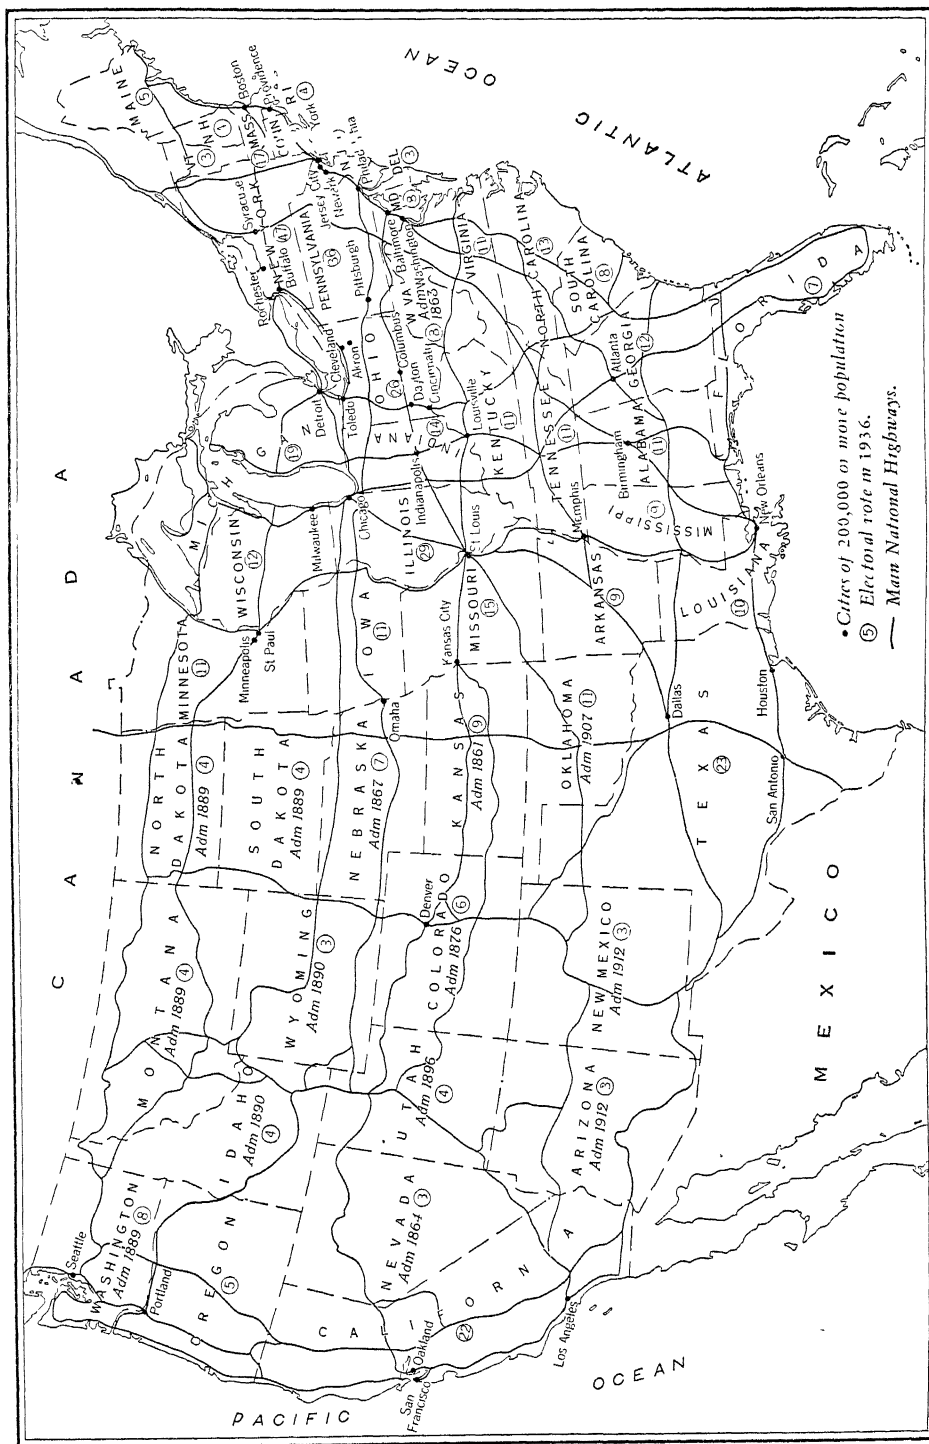 CANADA
Seattle
WASHINGTON
Adm 1889 (8)
Portland
OREGON
(5)
MONTANA
Adm 1889 (4)
IDAHO
Adm 1890
(4)
WYOMING
Adm 1890 (3)
NORTH
DAKOTA
Adm 1889 (4)
SOUTH
DAKOTA
Adm 1889 (4)
NEBRASKA
Adm 1867 (7)
Omaha
MINNESOTA
(11)
Minneapolis
St Paul
WISCONSIN
(12)
Milwaukee
MICHIGAN
(19)
Detroit
IOWA
(11)
Chicago
ILLINOIS
(29)
INDIANA
(14)
Indianapolis
OHIO
(26)
Toledo
Cleveland
Akron
Columbus
Dayton
Cincinnati
PENNSYLVANIA
(36)
Pittsburgh
Philad
phia
NEW YORK
(47)
Buffalo
Rochester
Syracuse
York
Jersey City
Newark
N J
MAINE
(5)
VT
(3)
NH
MASS
(17)
Boston
Providence
CONN
RI
(4)
DEL
(3)
MD
(8)
Baltimore
Washington
W VA
Adm
1863
(8)
VIRGINIA
(11)
KENTUCKY
(11)
Louisville
TENNESSEE
(11)
Memphis
NORTH CAROLINA
(13)
SOUTH
CAROLINA
(8)
GEORGIA
(12)
Atlanta
ALABAMA
(11)
Birmingham
MISSISSIPPI
(9)
FLORIDA
(7)
LOUISIANA
(10)
New Orleans
ARKANSAS
(9)
MISSOURI
(15)
St Louis
Kansas City
KANSAS
Adm 1861 (9)
OKLAHOMA
Adm 1907 (11)
TEXAS
(23)
Dallas
Houston
San Antonio
COLORADO
Adm 1876 (6)
Denver
NEW MEXICO
Adm 1912 (3)
ARIZONA
Adm 1912 (3)
UTAH
Adm 1896
(4)
NEVADA
Adm 1864 (3)
CALIFORNIA
(22)
San
Francisco
Oakland
Los Angeles
PACIFIC
OCEAN
ATLANTIC
OCEAN
MEXICO
• Cities of 200,000 or more population
(5) Electoral vote in 1936.
— Main National Highways.